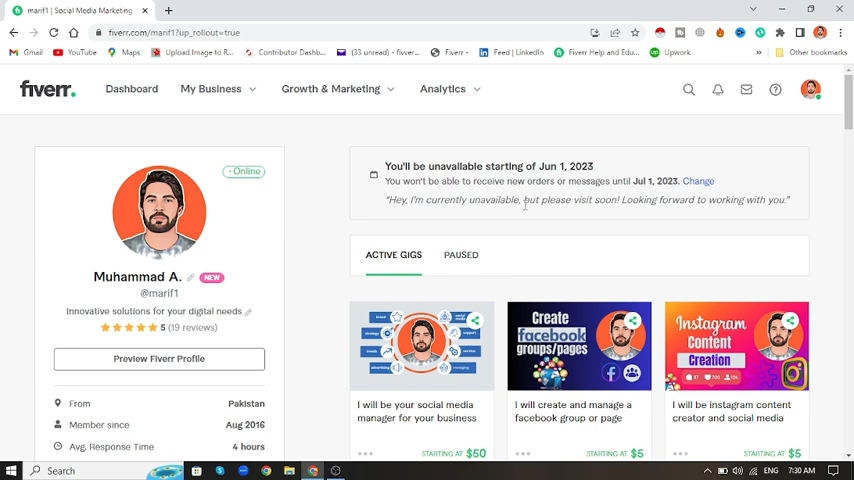 marif1 | Social Media Marketing
fiverr.com/marif1?up_rollout=true
Gmail
YouTube
Maps
Upload Image to R...
Contributor Dashb...
(33 unread) - fivver...
Fiverr -
Feed | LinkedIn
Fiverr Help and Edu...
Upwork
»
Other bookmarks
fiverr.
Dashboard
My Business
Growth & Marketing
Analytics
Online
Muhammad A.
NEW
@marif1
Innovative solutions for your digital needs
5 (19 reviews)
Preview Fiverr Profile
From Pakistan
Member since Aug 2016
Avg. Response Time 4 hours
You'll be unavailable starting of Jun 1, 2023
You won't be able to receive new orders or messages until Jul 1, 2023. Change
"Hey, I'm currently unavailable, but please visit soon! Looking forward to working with you."
ACTIVE GIGS
PAUSED
I will be your social media
manager for your business
STARTING AT $50
Create
facebook
groups/pages
I will create and manage a
facebook group or page
STARTING AT $5
Instagram
Content
Creation
I will be instagram content
creator and social media
STARTING AT $5
Search
ENG
7:30 AM